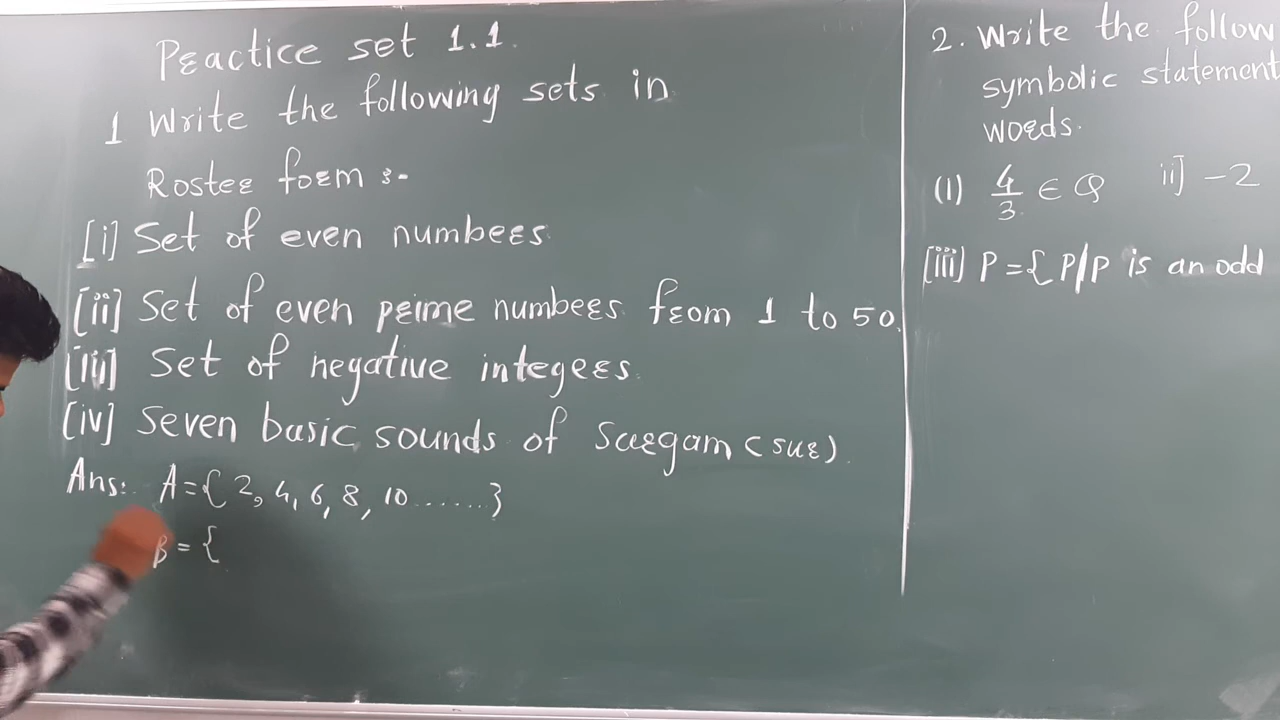 Practice set 1.1.
1 Write the following sets in
Roster form :-
[i] Set of even numbers
[ii] Set of even prime numbers from 1 to 50.
[iii] Set of negative integers.
[iv] Seven basic sounds of Sargam (sur).
Ans: A = { 2, 4, 6, 8, 10 ....... }
B = {
2. Write the follow
symbolic statement
words.
(i) 4/3 ∈ Q ii] -2
[iii] P = { P/P is an odd